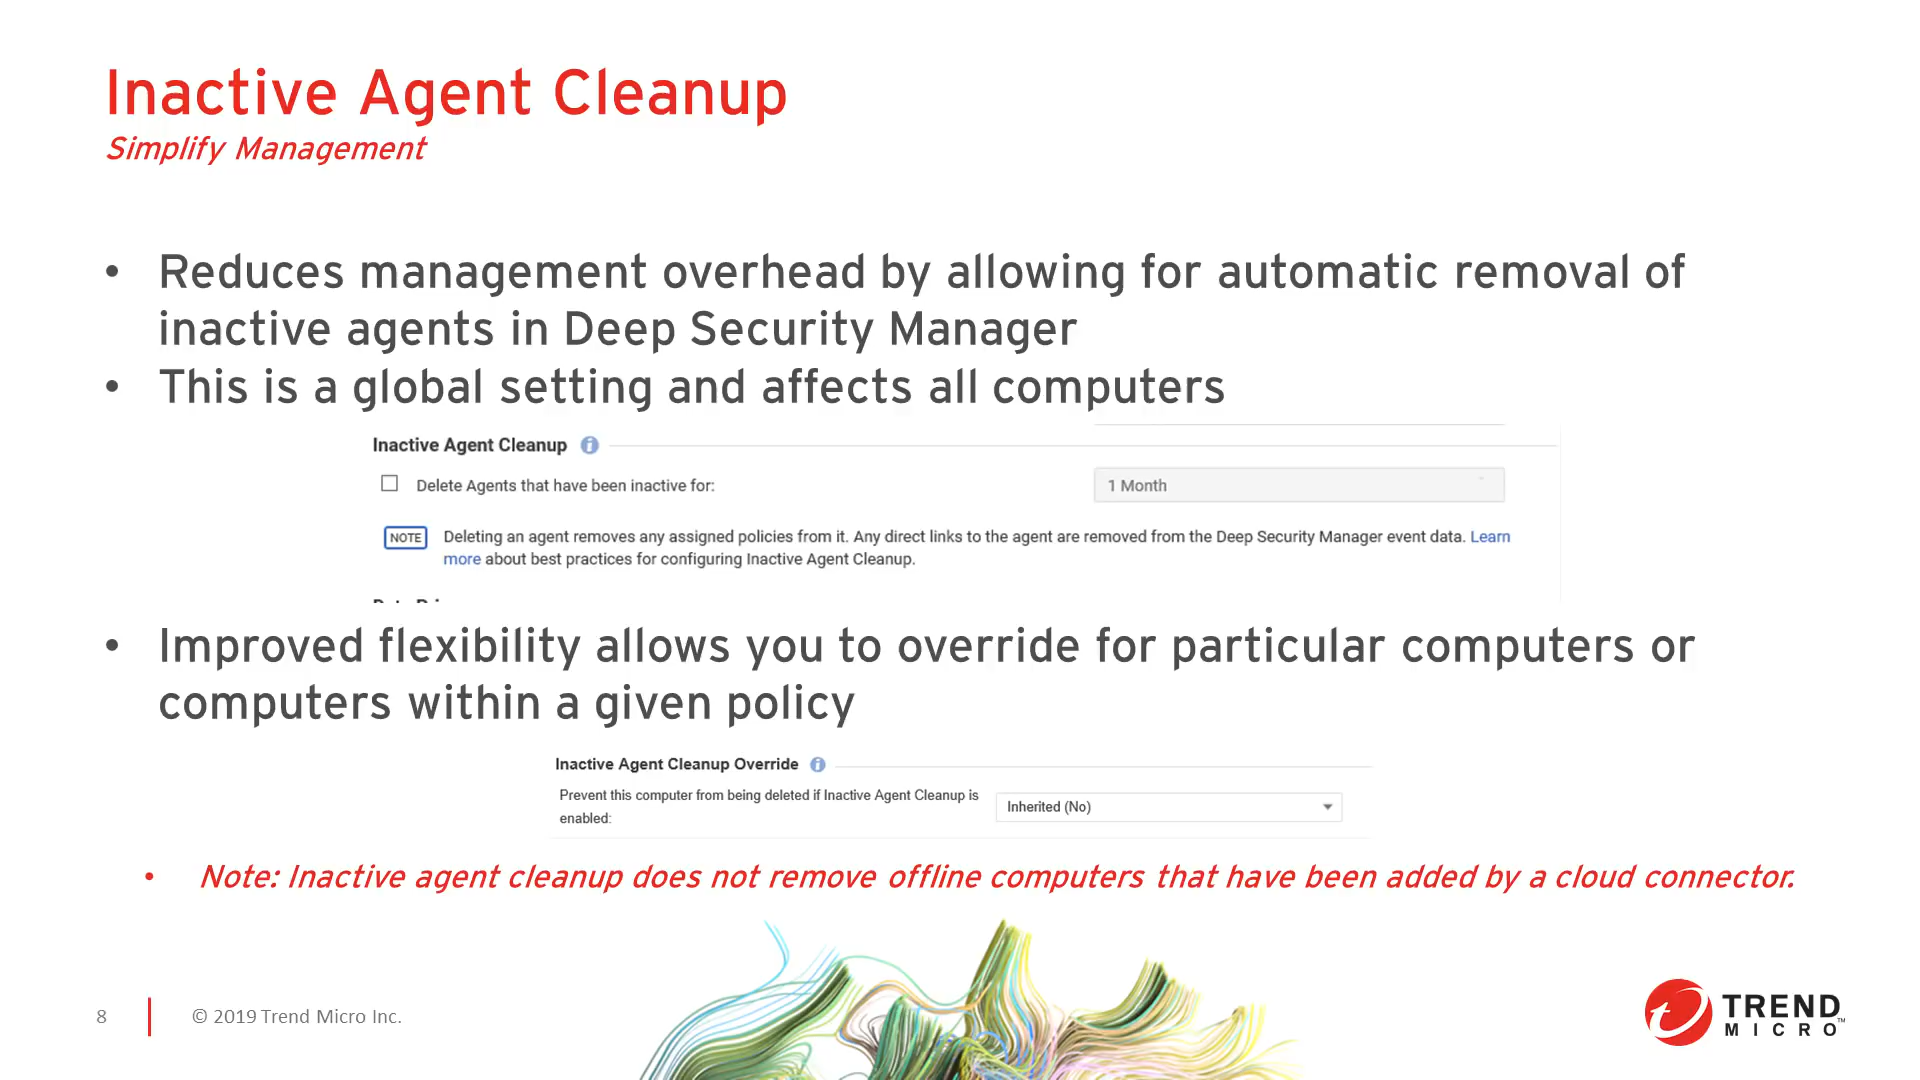 Inactive Agent Cleanup
Simplify Management
• Reduces management overhead by allowing for automatic removal of
inactive agents in Deep Security Manager
• This is a global setting and affects all computers
Inactive Agent Cleanup
Delete Agents that have been inactive for:
1 Month
NOTE Deleting an agent removes any assigned policies from it. Any direct links to the agent are removed from the Deep Security Manager event data. Learn
more about best practices for configuring Inactive Agent Cleanup.
• Improved flexibility allows you to override for particular computers or
computers within a given policy
Inactive Agent Cleanup Override
Prevent this computer from being deleted if Inactive Agent Cleanup is
enabled:
Inherited (No)
• Note: Inactive agent cleanup does not remove offline computers that have been added by a cloud connector.
8
© 2019 Trend Micro Inc.
TREND
MICRO™